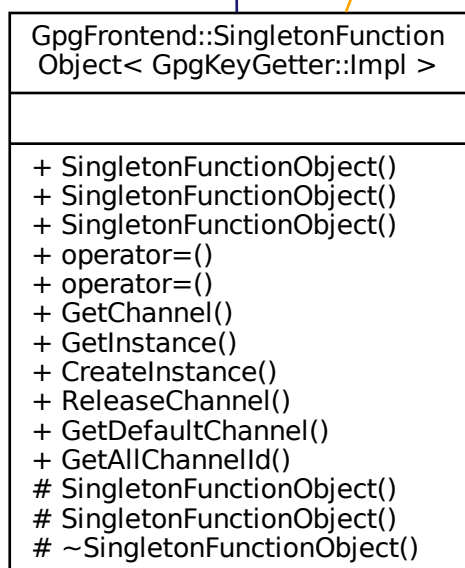 GpgFrontend::SingletonFunction
Object< GpgKeyGetter::Impl >
+ SingletonFunctionObject()
+ SingletonFunctionObject()
+ SingletonFunctionObject()
+ operator=()
+ operator=()
+ GetChannel()
+ GetInstance()
+ CreateInstance()
+ ReleaseChannel()
+ GetDefaultChannel()
+ GetAllChannelId()
# SingletonFunctionObject()
# SingletonFunctionObject()
# ~SingletonFunctionObject()